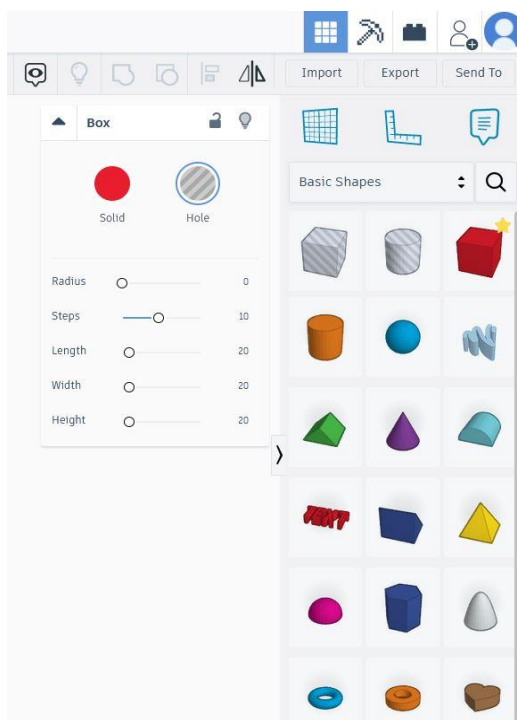 Import Export Send To
Box
Solid Hole
Radius 0
Steps 10
Length 20
Width 20
Height 20
Basic Shapes
TEXT